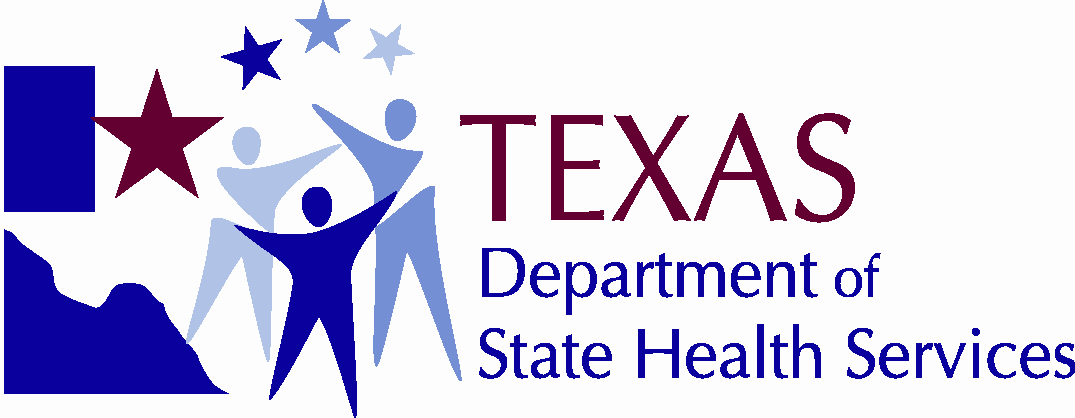 TEXAS
Department of
State Health Services